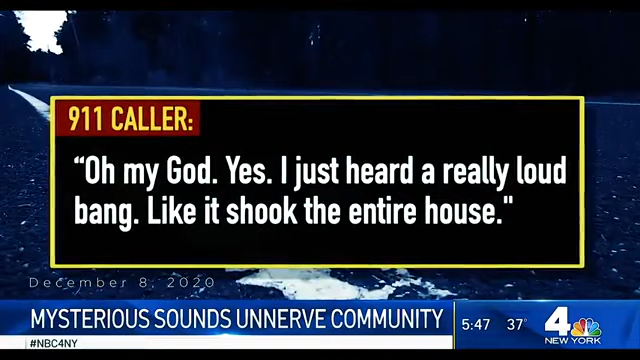 911 CALLER:
“Oh my God. Yes. I just heard a really loud
bang. Like it shook the entire house."
December 8, 2020
MYSTERIOUS SOUNDS UNNERVE COMMUNITY
5:47 37°
4
NEW YORK
#NBC4NY